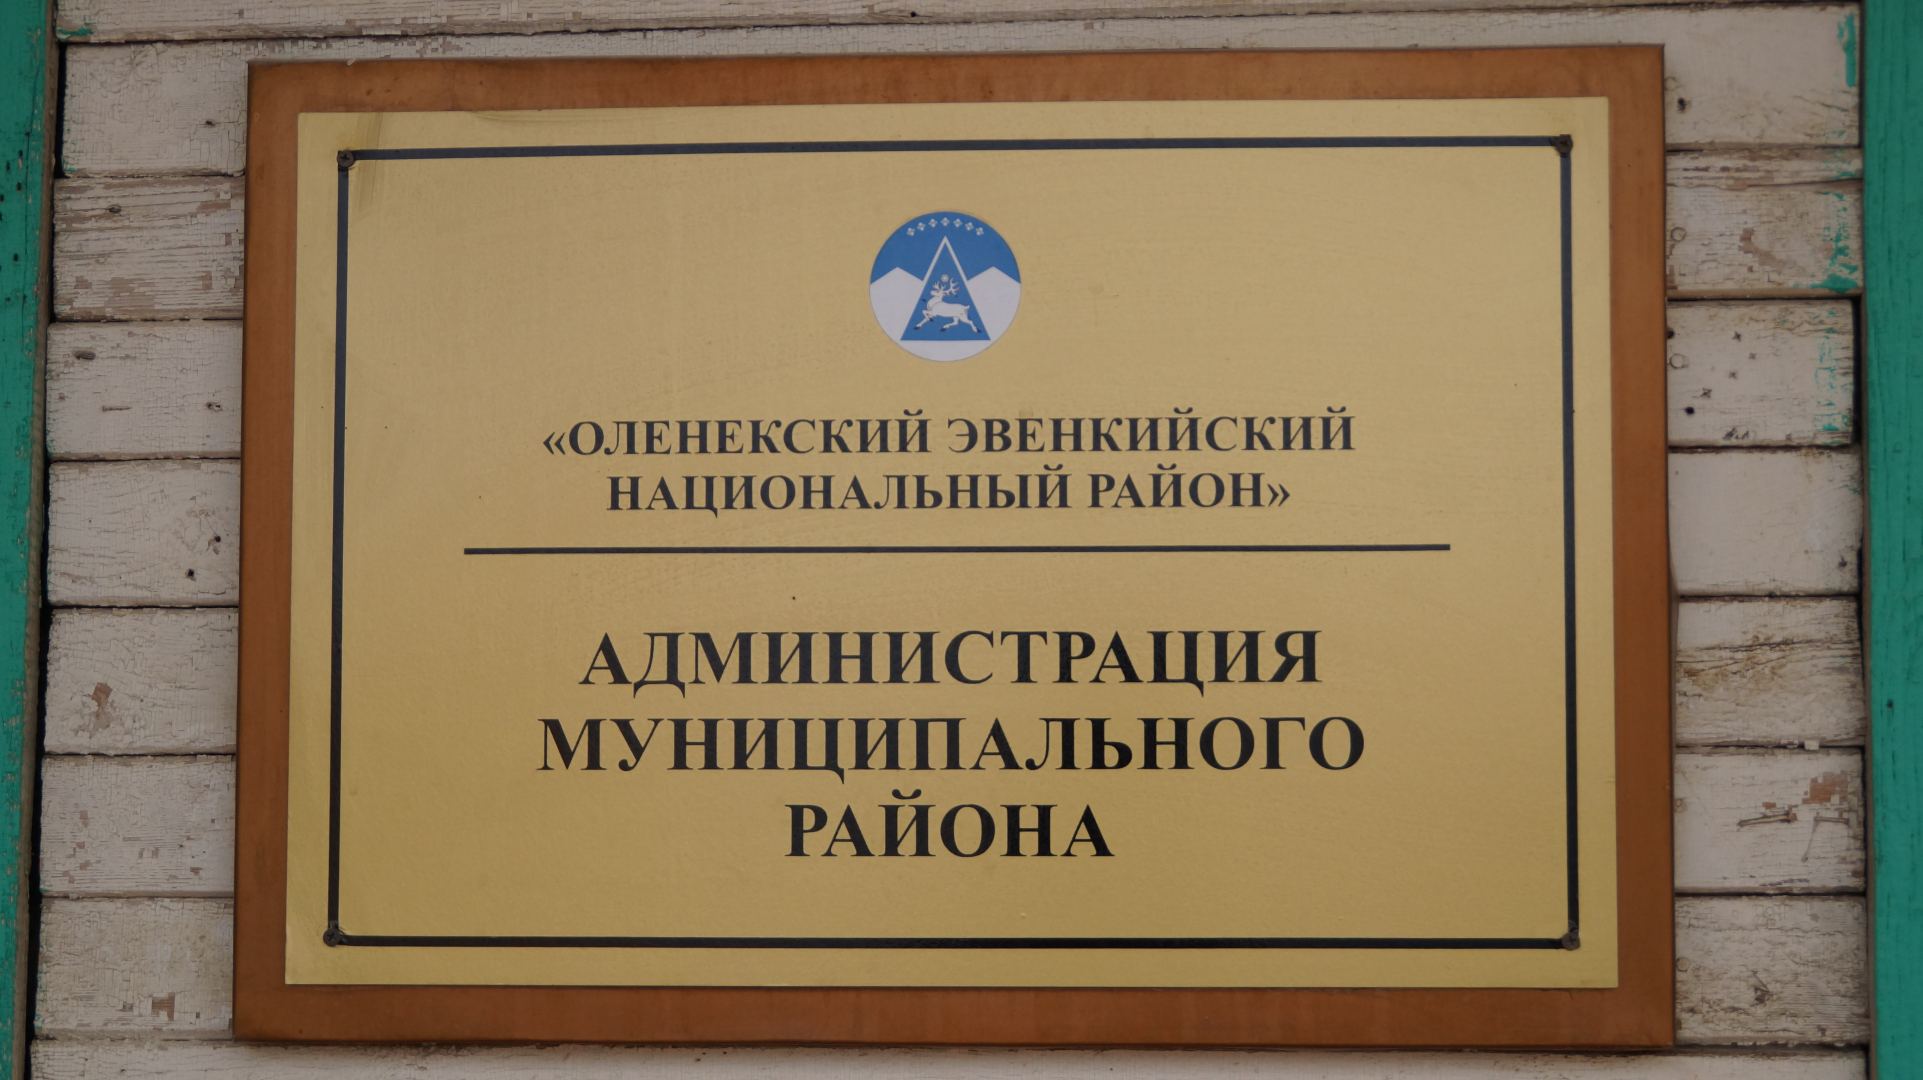 «ОЛЕНЕКСКИЙ ЭВЕНКИЙСКИЙ
НАЦИОНАЛЬНЫЙ РАЙОН»
АДМИНИСТРАЦИЯ
МУНИЦИПАЛЬНОГО
РАЙОНА